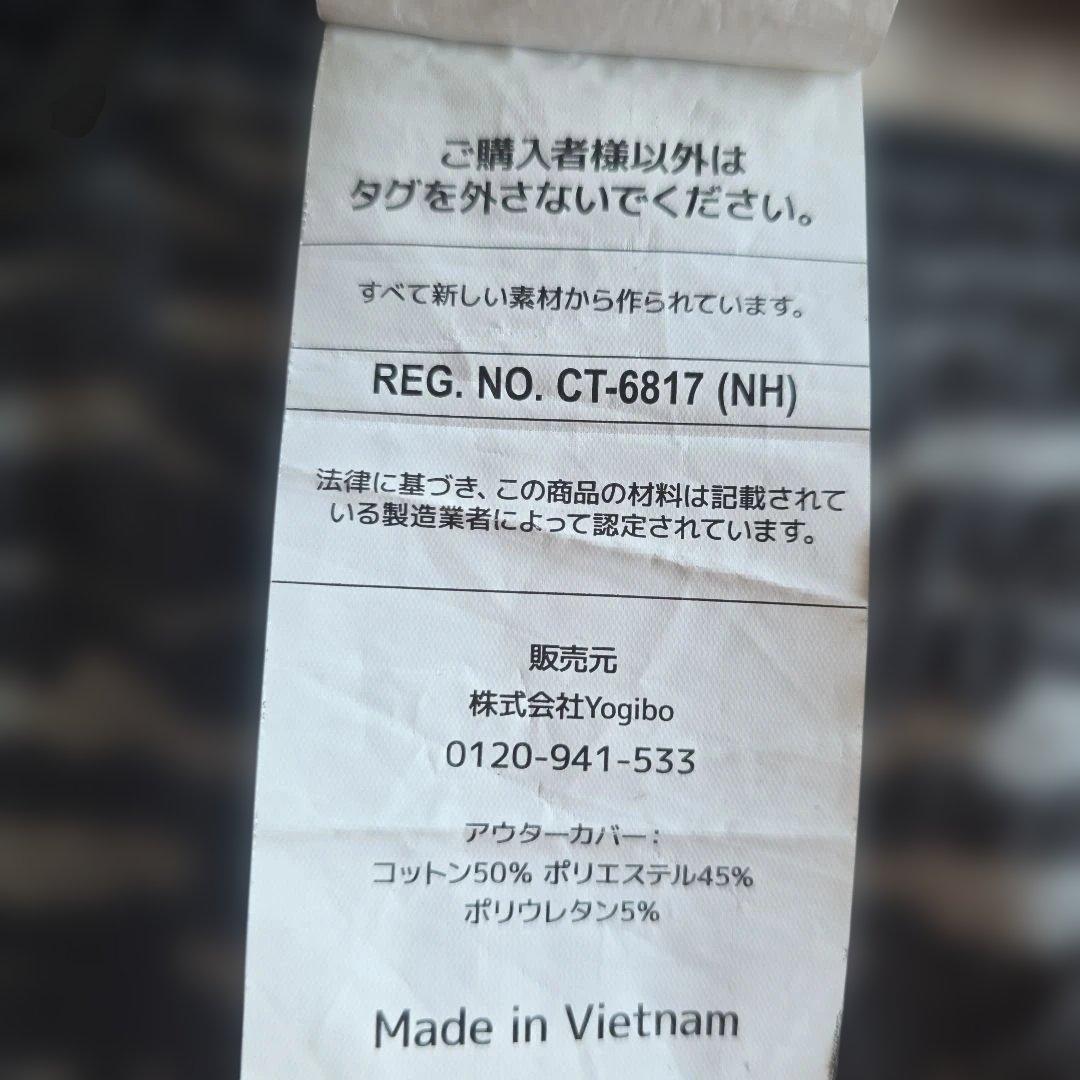 ご購入者様以外は
タグを外さないでください。
すべて新しい素材から作られています。
REG. NO. CT-6817 (NH)
法律に基づき、この商品の材料は記載されて
いる製造業者によって認定されています。
販売元
株式会社Yogibo
0120-941-533
アウターカバー:
コットン50% ポリエステル45%
ポリウレタン5%
Made in Vietnam